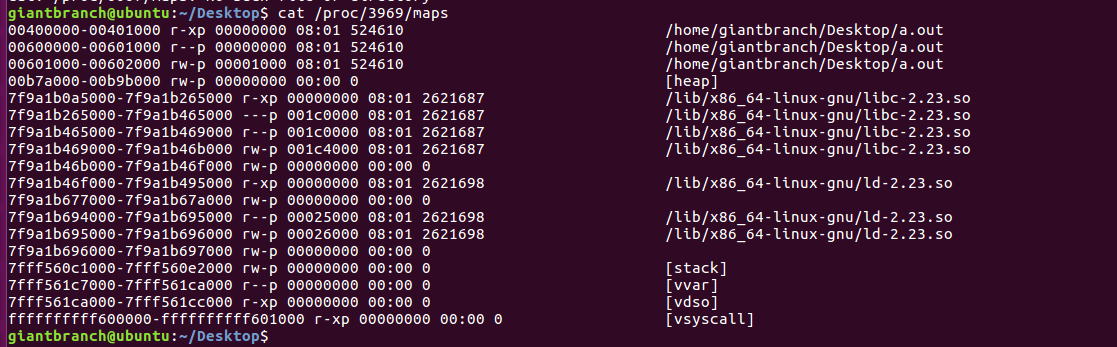 giantbranch@ubuntu:~/Desktop$ cat /proc/3969/maps
00400000-00401000 r-xp 00000000 08:01 524610 /home/giantbranch/Desktop/a.out
00600000-00601000 r--p 00000000 08:01 524610 /home/giantbranch/Desktop/a.out
00601000-00602000 rw-p 00001000 08:01 524610 /home/giantbranch/Desktop/a.out
00b7a000-00b9b000 rw-p 00000000 00:00 0 [heap]
7f9a1b0a5000-7f9a1b265000 r-xp 00000000 08:01 2621687 /lib/x86_64-linux-gnu/libc-2.23.so
7f9a1b265000-7f9a1b465000 ---p 001c0000 08:01 2621687 /lib/x86_64-linux-gnu/libc-2.23.so
7f9a1b465000-7f9a1b469000 r--p 001c0000 08:01 2621687 /lib/x86_64-linux-gnu/libc-2.23.so
7f9a1b469000-7f9a1b46b000 rw-p 001c4000 08:01 2621687 /lib/x86_64-linux-gnu/libc-2.23.so
7f9a1b46b000-7f9a1b46f000 rw-p 00000000 00:00 0
7f9a1b46f000-7f9a1b495000 r-xp 00000000 08:01 2621698 /lib/x86_64-linux-gnu/ld-2.23.so
7f9a1b677000-7f9a1b67a000 rw-p 00000000 00:00 0
7f9a1b694000-7f9a1b695000 r--p 00025000 08:01 2621698 /lib/x86_64-linux-gnu/ld-2.23.so
7f9a1b695000-7f9a1b696000 rw-p 00026000 08:01 2621698 /lib/x86_64-linux-gnu/ld-2.23.so
7f9a1b696000-7f9a1b697000 rw-p 00000000 00:00 0
7fff560c1000-7fff560e2000 rw-p 00000000 00:00 0 [stack]
7fff561c7000-7fff561ca000 r--p 00000000 00:00 0 [vvar]
7fff561ca000-7fff561cc000 r-xp 00000000 00:00 0 [vdso]
ffffffffff600000-ffffffffff601000 r-xp 00000000 00:00 0 [vsyscall]
giantbranch@ubuntu:~/Desktop$